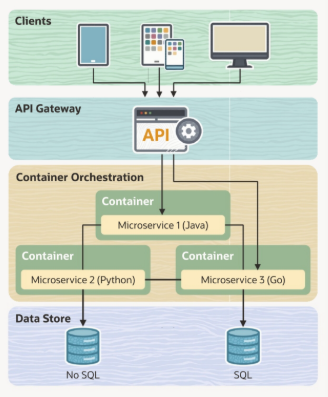 Clients
API Gateway
API
Container Orchestration
Container
Microservice 1 (Java)
Container
Container
Microservice 2 (Python)
Microservice 3 (Go)
Data Store
No SQL
SQL